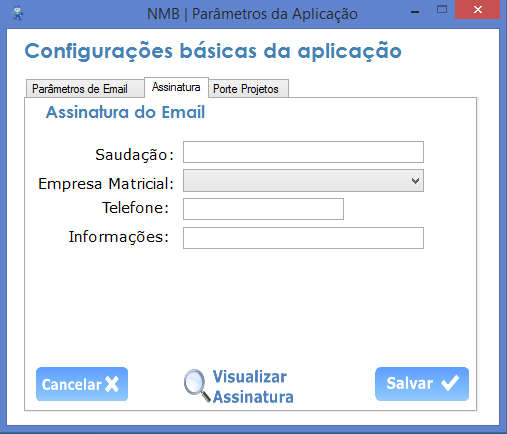 NMB | Parâmetros da Aplicação
Configurações básicas da aplicação
Parâmetros de Email Assinatura Porte Projetos
Assinatura do Email
Saudação:
Empresa Matricial:
Telefone:
Informações:
Cancelar
Visualizar
Assinatura
Salvar